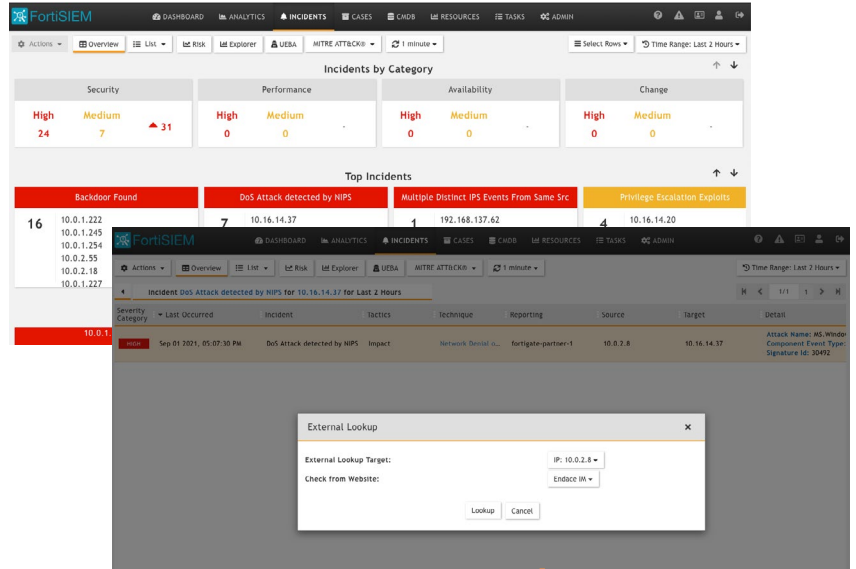 FortiSIEM DASHBOARD ANALYTICS INCIDENTS CASES CMDB RESOURCES TASKS ADMIN
Actions Overview List Risk Explorer UEBA MITRE ATT&CK® 1 minute Select Rows Time Range: Last 2 Hours
Incidents by Category
Security Performance Availability Change
High Medium High Medium High Medium High Medium
24 7 31 0 0 - 0 0 - 0 0 -
Top Incidents
Backdoor Found DoS Attack detected by NIPS Multiple Distinct IPS Events From Same Src Privilege Escalation Exploits
16 10.0.1.222 7 10.16.14.37 1 192.168.137.62 4 10.16.14.20
10.0.1.245
10.0.1.254
10.0.2.55
10.0.2.18
10.0.1.227
10.0.1.
FortiSIEM DASHBOARD ANALYTICS INCIDENTS CASES CMDB RESOURCES TASKS ADMIN
Actions Overview List Risk Explorer UEBA MITRE ATT&CK® 1 minute Time Range: Last 2 Hours
Incident DoS Attack detected by NIPS for 10.16.14.37 for Last 2 Hours 1/1 1
Severity Category Last Occurred Incident Tactics Technique Reporting Source Target Detail
HIGH Sep 01 2021, 05:07:30 PM DoS Attack detected by NIPS Impact Network Denial o... fortigate-partner-1 10.0.2.8 10.16.14.37 Attack Name: MS.Windo
Component Event Type:
Signature Id: 30492
External Lookup
External Lookup Target: IP: 10.0.2.8
Check from Website: Endace IM
Lookup Cancel